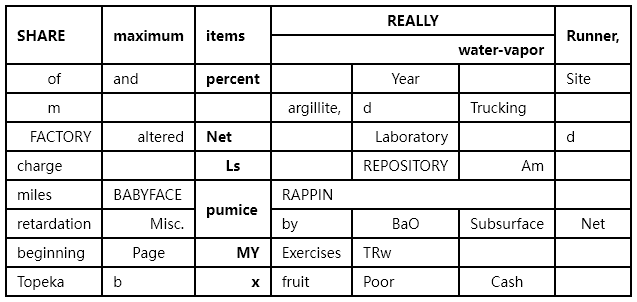 SHARE maximum items REALLY Runner,
water-vapor
of and percent Year Site
m argillite, d Trucking
FACTORY altered Net Laboratory d
charge Ls REPOSITORY Am
miles BABYFACE pumice RAPPIN
retardation Misc. by BaO Subsurface Net
beginning Page MY Exercises TRw
Topeka b x fruit Poor Cash